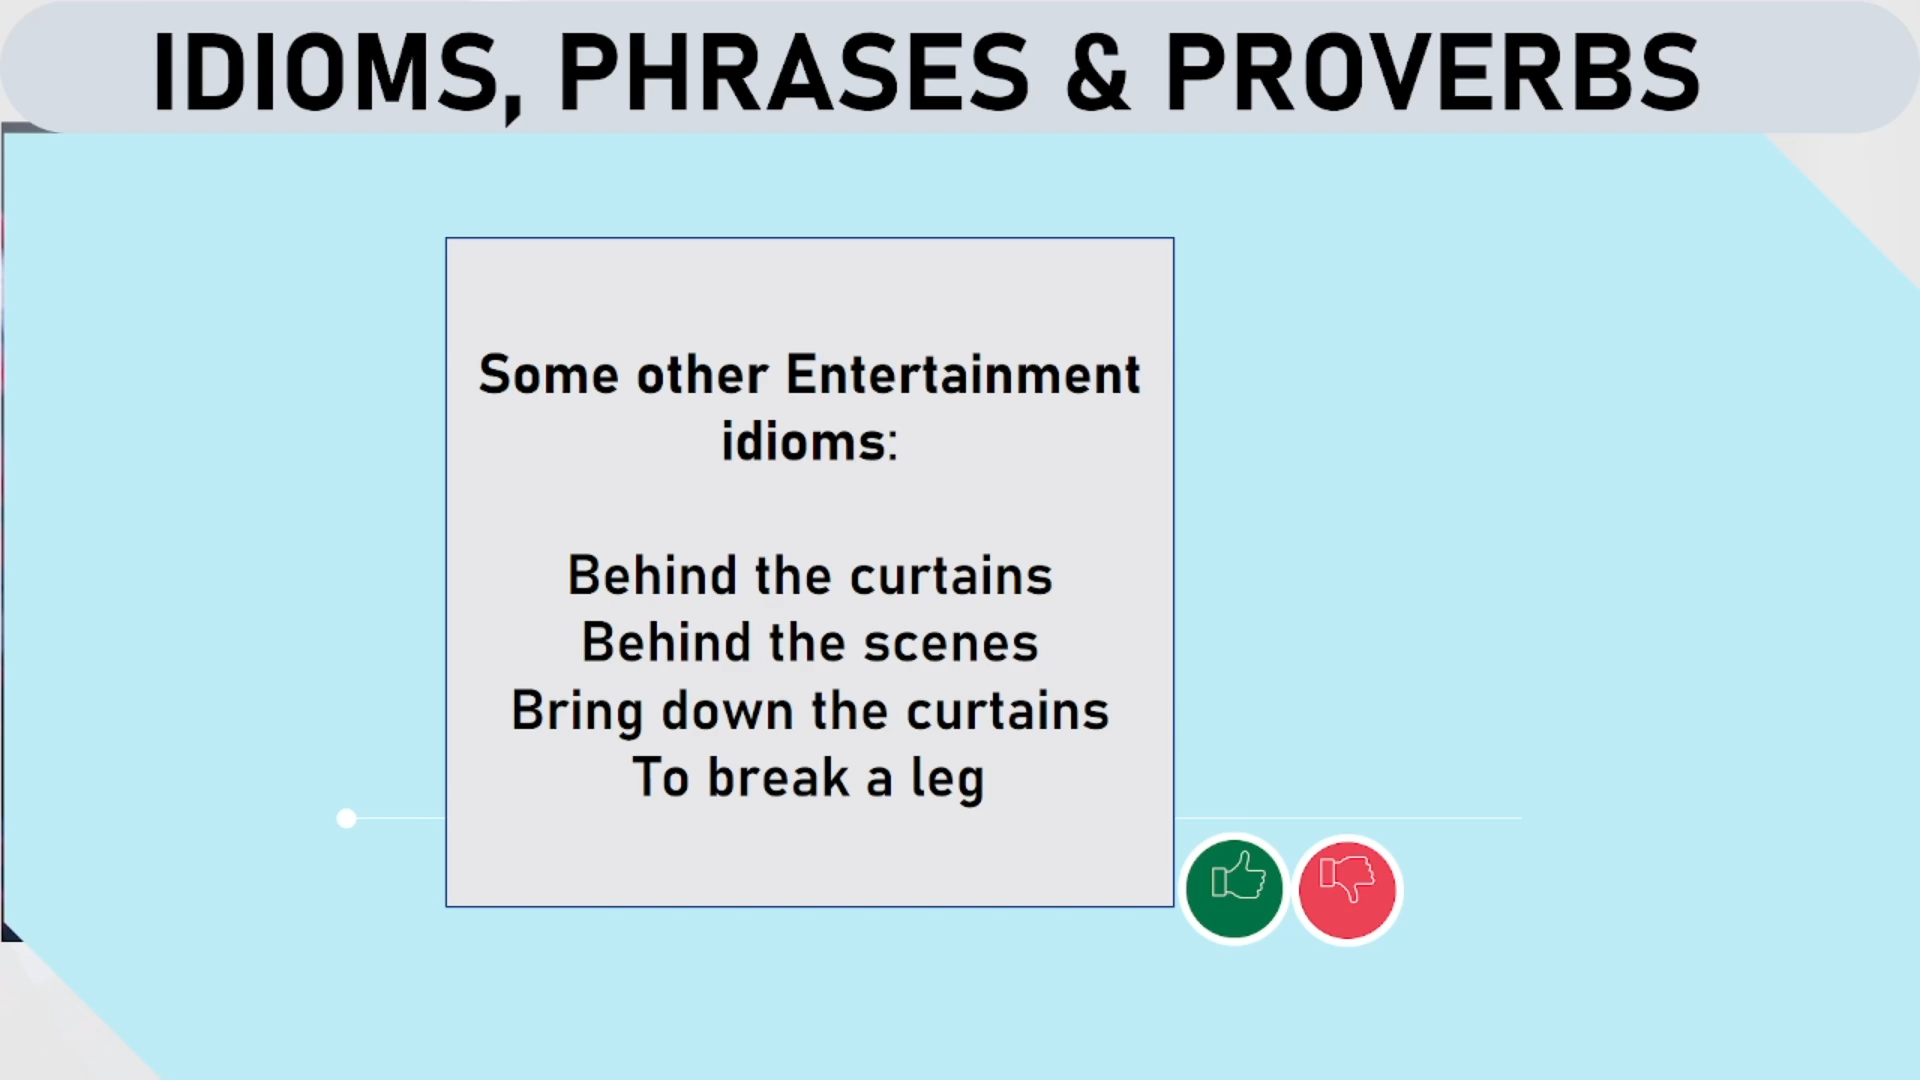 IDIOMS, PHRASES & PROVERBS
Some other Entertainment
idioms:
Behind the curtains
Behind the scenes
Bring down the curtains
To break a leg